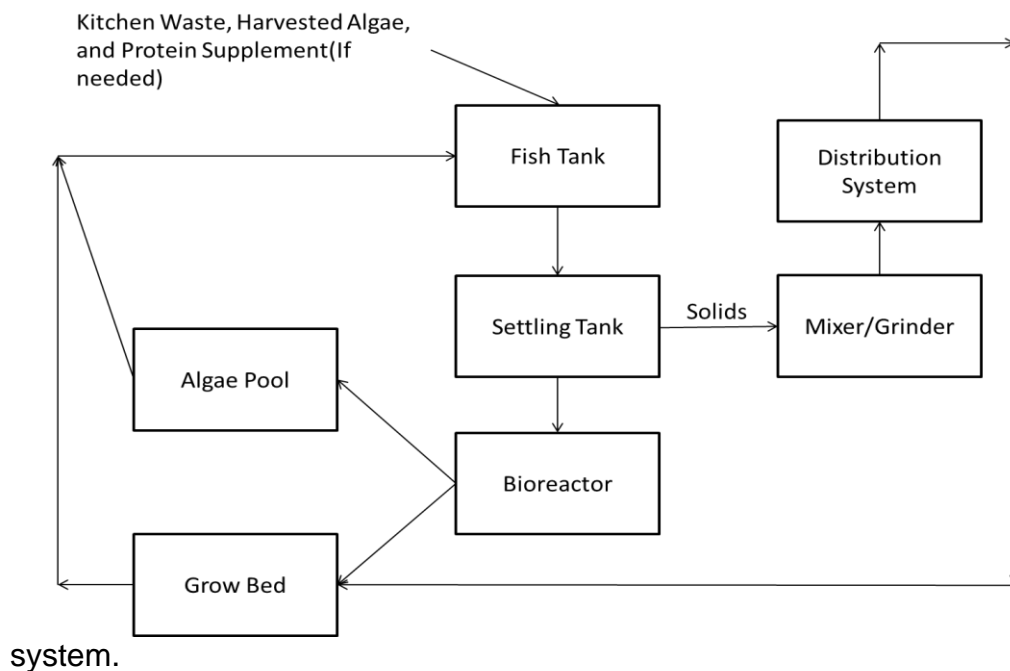 Kitchen Waste, Harvested Algae,
and Protein Supplement(If
needed)
Fish Tank
Distribution
System
Settling Tank
Solids
Mixer/Grinder
Algae Pool
Bioreactor
Grow Bed
system.